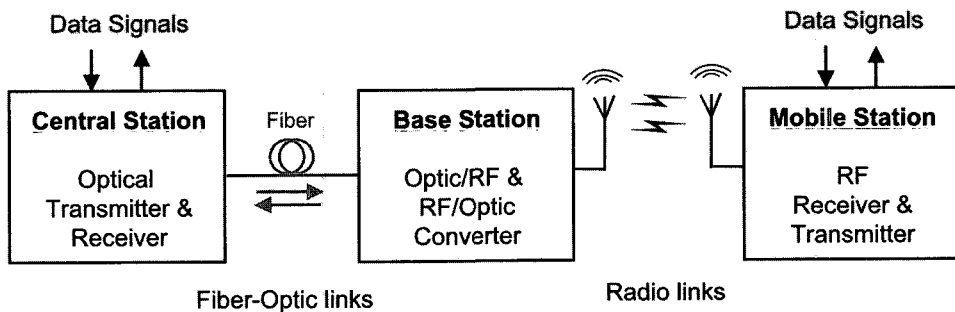 Data Signals
Data Signals
Central Station
Optical
Transmitter &
Receiver
Fiber
Base Station
Optic/RF &
RF/Optic
Converter
Mobile Station
RF
Receiver &
Transmitter
Fiber-Optic links
Radio links